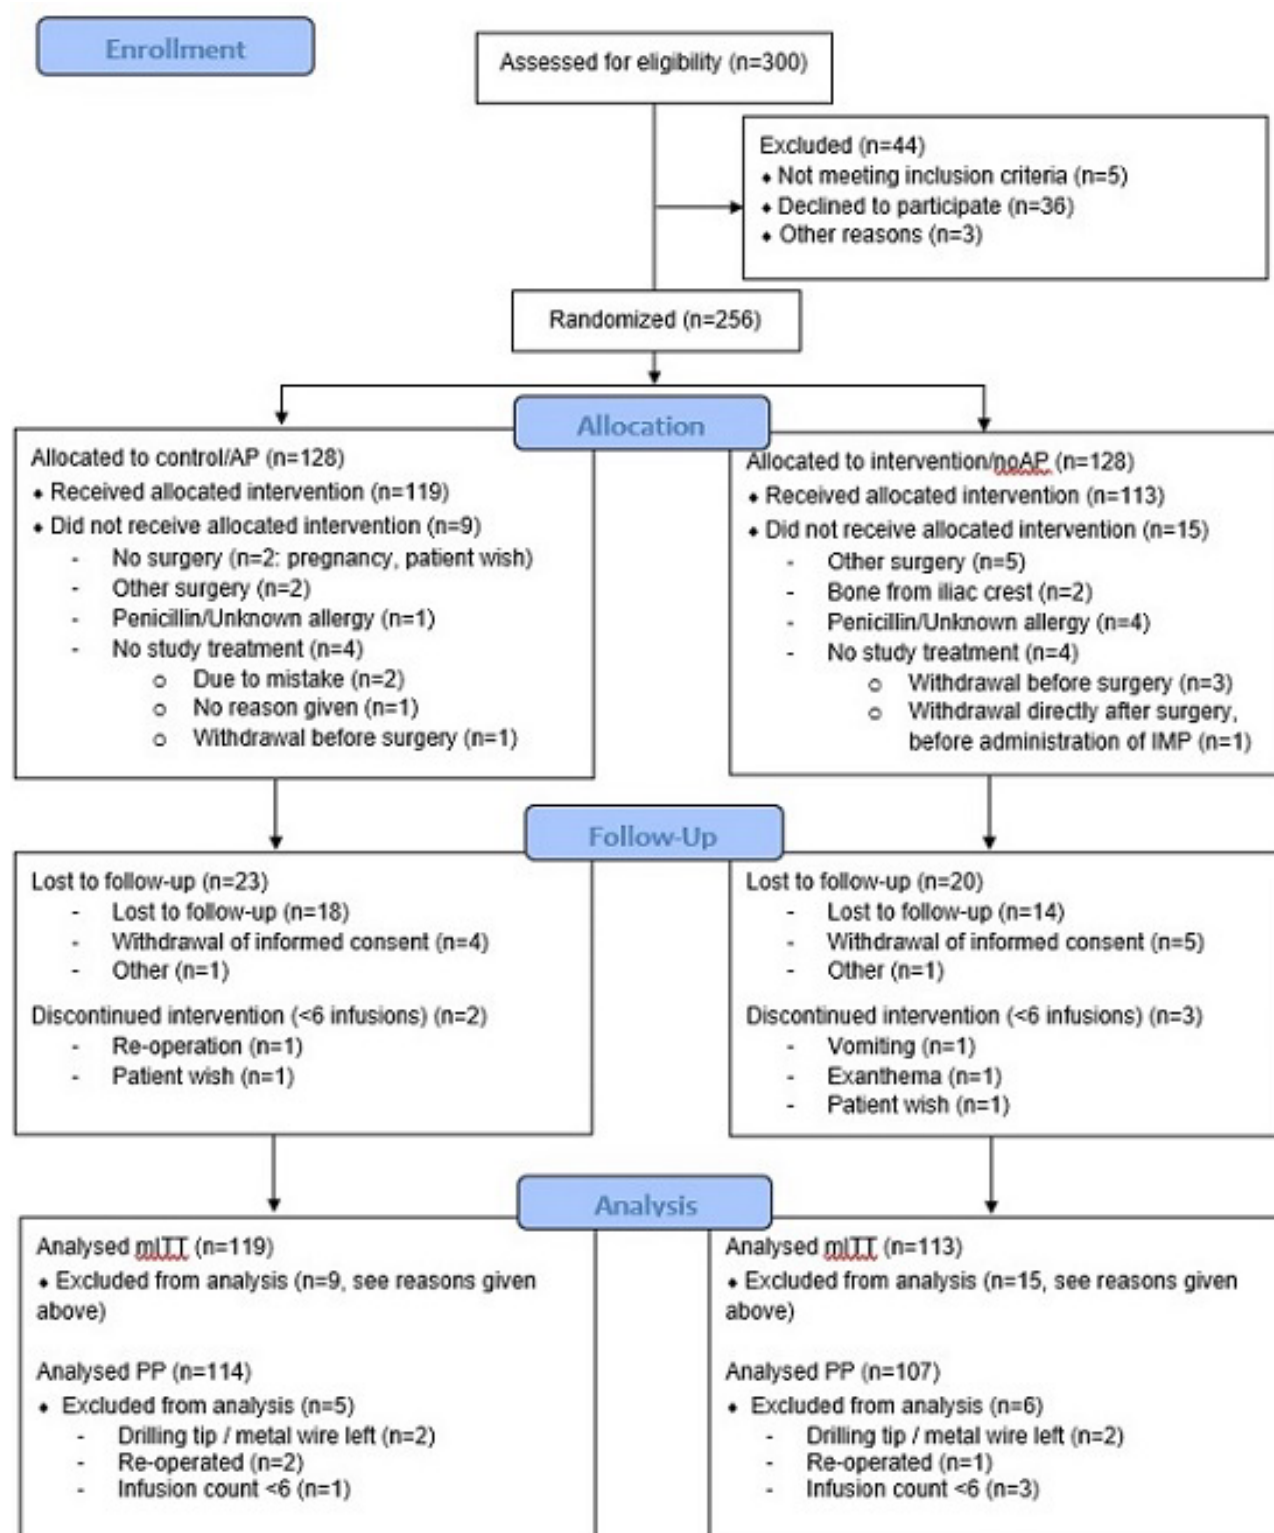 Enrollment
Assessed for eligibility (n=300)
Excluded (n=44)
⬥ Not meeting inclusion criteria (n=5)
⬥ Declined to participate (n=36)
⬥ Other reasons (n=3)
Randomized (n=256)
Allocation
Allocated to control/AP (n=128)
⬥ Received allocated intervention (n=119)
⬥ Did not receive allocated intervention (n=9)
- No surgery (n=2: pregnancy, patient wish)
- Other surgery (n=2)
- Penicillin/Unknown allergy (n=1)
- No study treatment (n=4)
o Due to mistake (n=2)
o No reason given (n=1)
o Withdrawal before surgery (n=1)
Allocated to intervention/noAP (n=128)
⬥ Received allocated intervention (n=113)
⬥ Did not receive allocated intervention (n=15)
- Other surgery (n=5)
- Bone from iliac crest (n=2)
- Penicillin/Unknown allergy (n=4)
- No study treatment (n=4)
o Withdrawal before surgery (n=3)
o Withdrawal directly after surgery,
before administration of IMP (n=1)
Follow-Up
Lost to follow-up (n=23)
- Lost to follow-up (n=18)
- Withdrawal of informed consent (n=4)
- Other (n=1)
Discontinued intervention (<6 infusions) (n=2)
- Re-operation (n=1)
- Patient wish (n=1)
Lost to follow-up (n=20)
- Lost to follow-up (n=14)
- Withdrawal of informed consent (n=5)
- Other (n=1)
Discontinued intervention (<6 infusions) (n=3)
- Vomiting (n=1)
- Exanthema (n=1)
- Patient wish (n=1)
Analysis
Analysed mITT (n=119)
⬥ Excluded from analysis (n=9, see reasons given
above)
Analysed PP (n=114)
⬥ Excluded from analysis (n=5)
- Drilling tip / metal wire left (n=2)
- Re-operated (n=2)
- Infusion count <6 (n=1)
Analysed mITT (n=113)
⬥ Excluded from analysis (n=15, see reasons given
above)
Analysed PP (n=107)
⬥ Excluded from analysis (n=6)
- Drilling tip / metal wire left (n=2)
- Re-operated (n=1)
- Infusion count <6 (n=3)